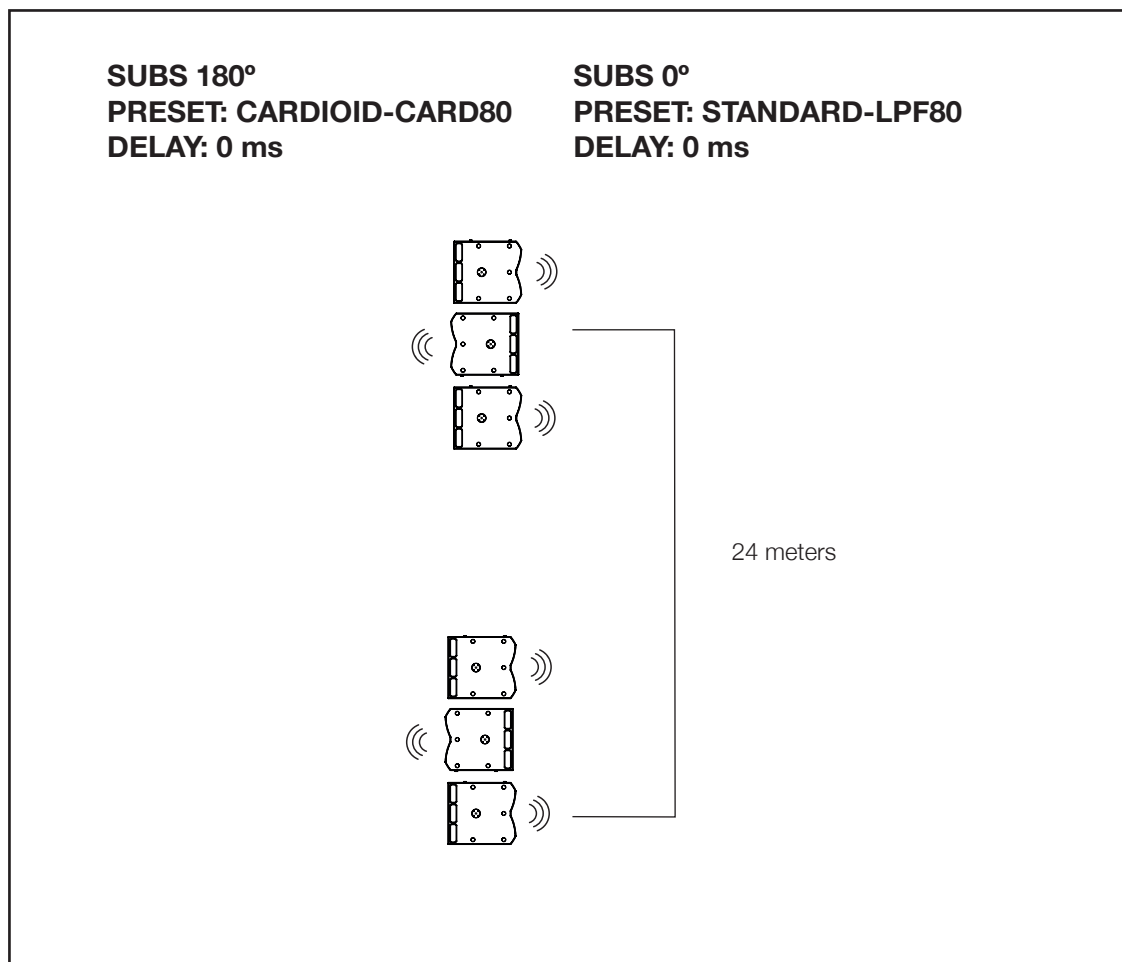 SUBS 180º
PRESET: CARDIOID-CARD80
DELAY: 0 ms
SUBS 0º
PRESET: STANDARD-LPF80
DELAY: 0 ms
24 meters